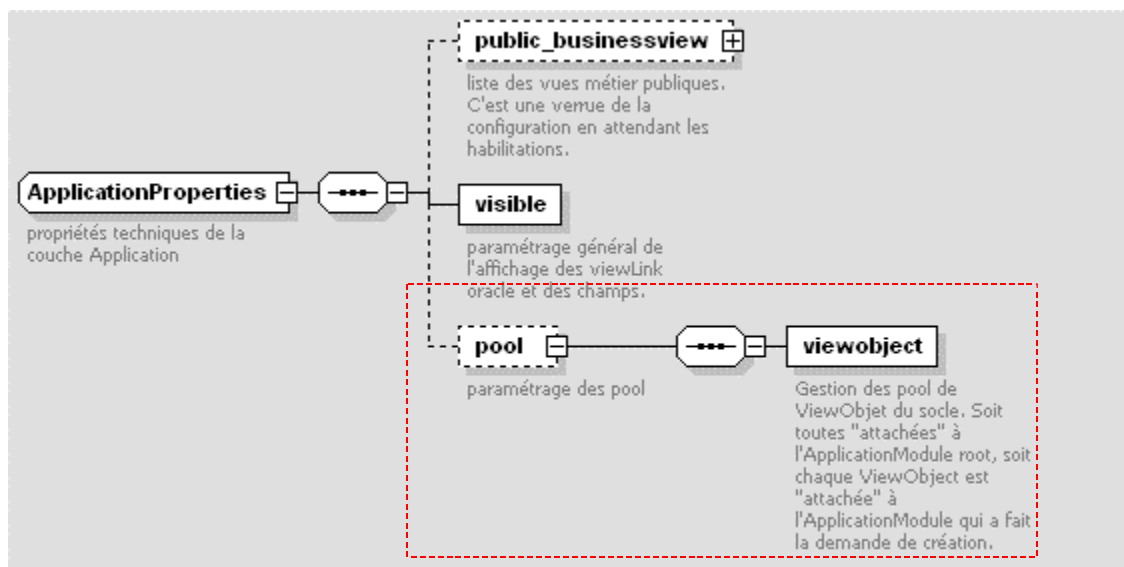 public_businessview
liste des vues métier publiques.
C'est une verrue de la
configuration en attendant les
habilitations.
ApplicationProperties
propriétés techniques de la
couche Application
visible
paramétrage général de
l'affichage des viewLink
oracle et des champs.
pool
paramétrage des pool
viewobject
Gestion des pool de
ViewObjet du socle. Soit
toutes "attachées" à
l'ApplicationModule root, soit
chaque ViewObject est
"attachée" à
l'ApplicationModule qui a fait
la demande de création.